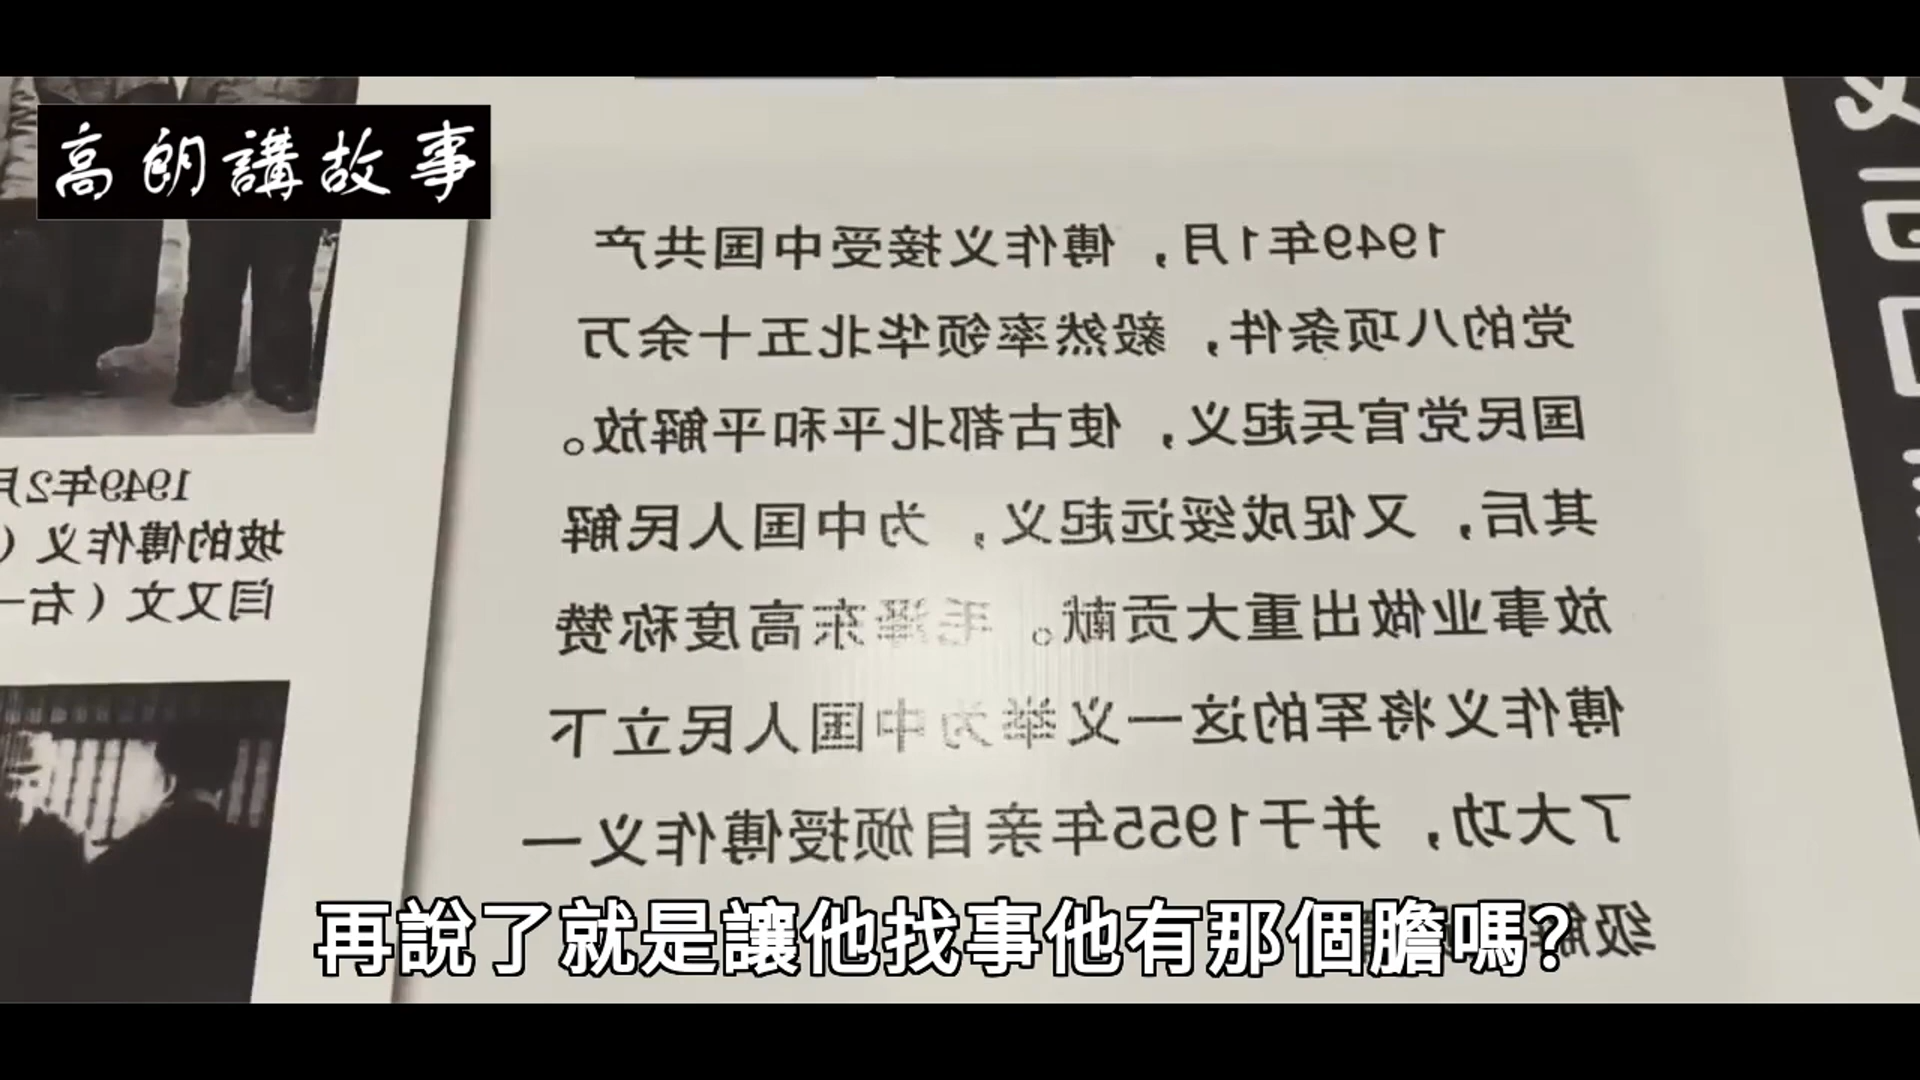 高朗講故事
1949年1月，傅作义接受中国共产
党的八项条件，毅然率领华北五十余万
国民党官兵起义，使古都北平和平解放。
其后，又促成绥远起义，为中国人民解
放事业做出重大贡献。毛泽东高度称赞
傅作义将军的这一义举为中国人民立下
了大功，并于1955年亲自颁授傅作义一
级解
1949年2月
坡的傅作义（
闫又文（右一
再說了就是讓他找事他有那個膽嗎?